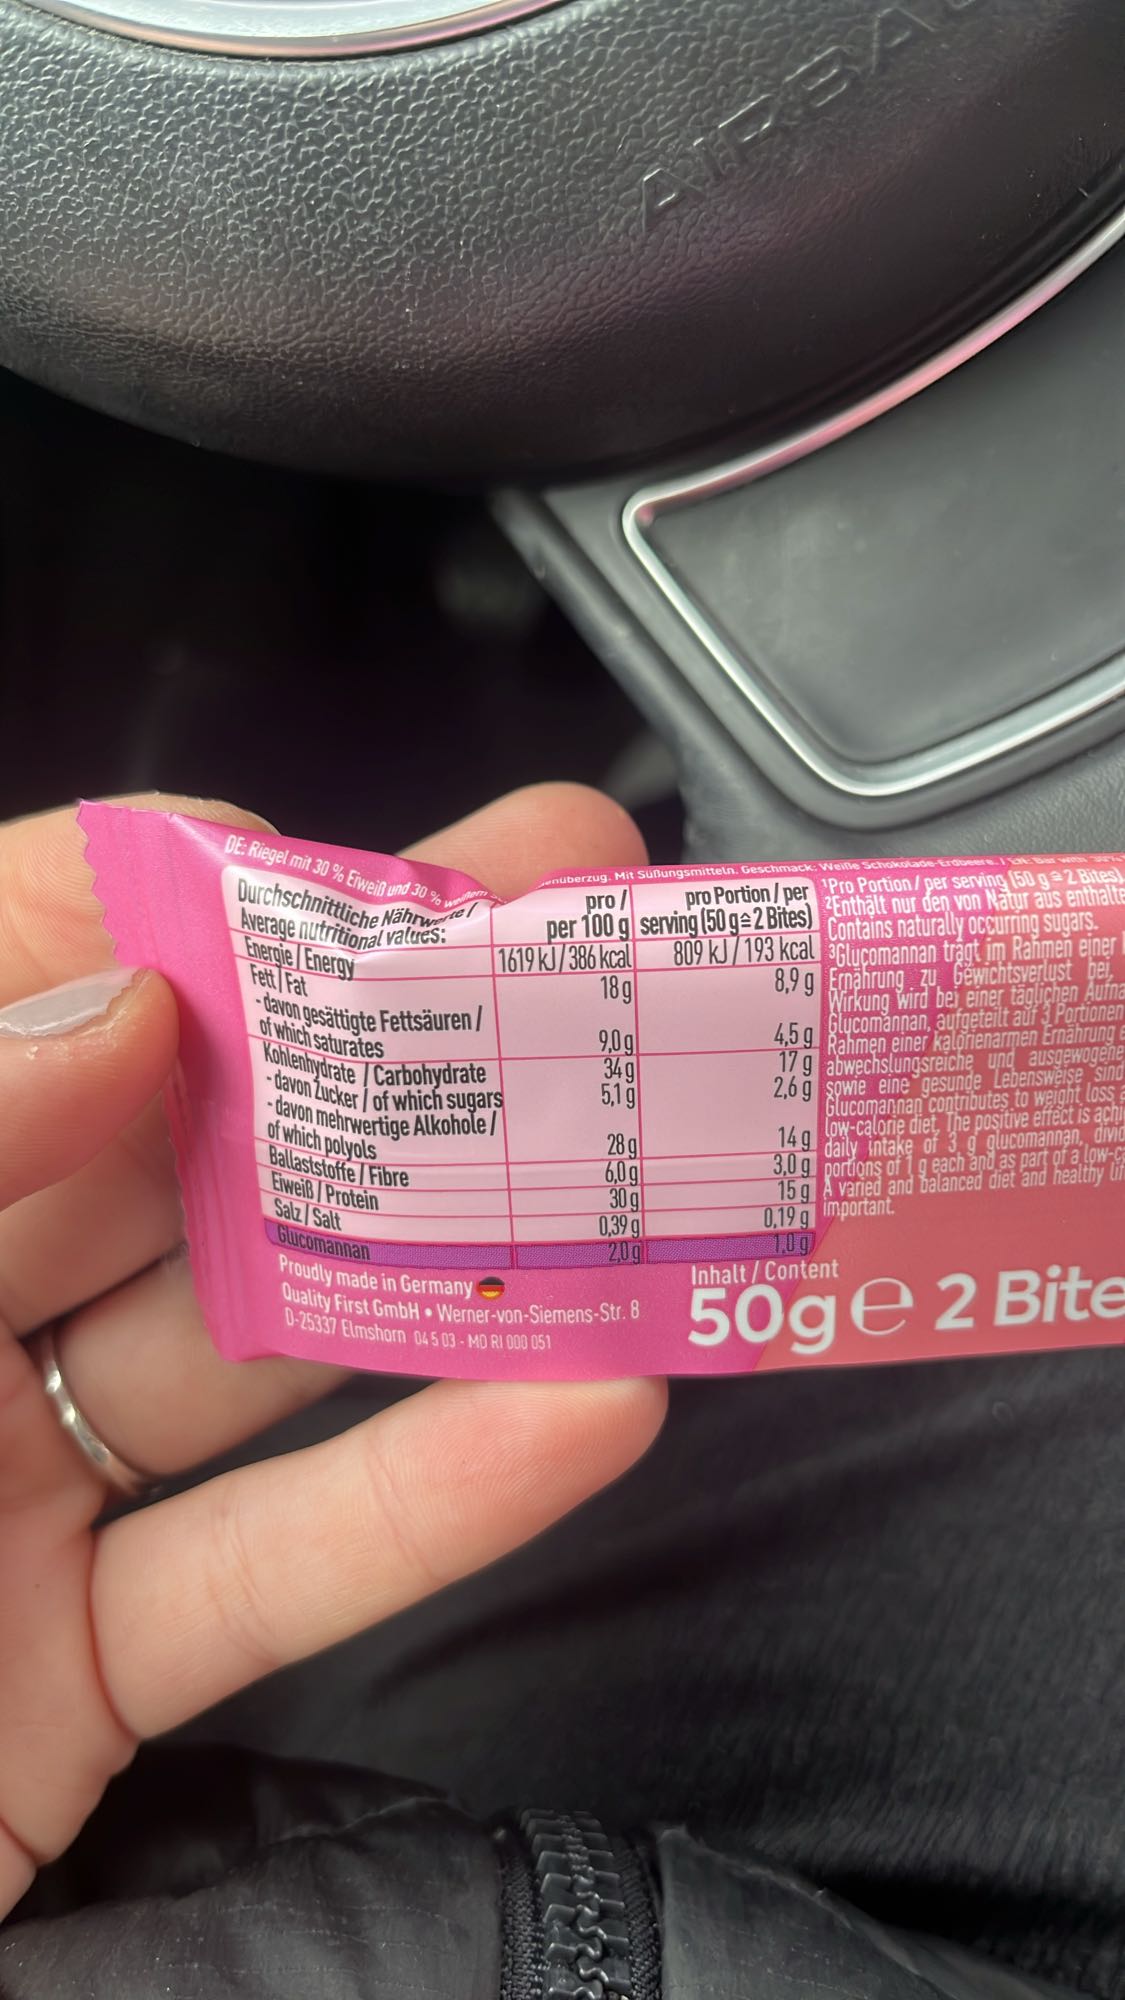 AIRBA
DE: Riegel mit 30 % Eiweiß und 30 % weißem
überzug. Mit Süßungsmitteln. Geschmack: Weiße Schokolade-Erdbeere. / EN: Bar with 30%
Durchschnittliche Nährwerte /
Average nutritional values:
pro /
per 100 g
pro Portion / per
serving (50 g≙2 Bites)
Energie / Energy 1619 kJ / 386 kcal 809 kJ / 193 kcal
Fett / Fat 18 g 8,9 g
- davon gesättigte Fettsäuren /
of which saturates 9,0 g 4,5 g
Kohlenhydrate / Carbohydrate 34 g 17 g
- davon Zucker / of which sugars 5,1 g 2,6 g
- davon mehrwertige Alkohole /
of which polyols 28 g 14 g
Ballaststoffe / Fibre 6,0 g 3,0 g
Eiweiß / Protein 30 g 15 g
Salz / Salt 0,39 g 0,19 g
Glucomannan 2,0 g 1,0 g
Proudly made in Germany
Quality First GmbH • Werner-von-Siemens-Str. 8
D-25337 Elmshorn 04 5 03 - MO RI 000 051
¹Pro Portion / per serving (50 g ≙ 2 Bites)
²Enthält nur den von Natur aus enthalte
Contains naturally occurring sugars.
³Glucomannan trägt im Rahmen einer
Ernährung zu Gewichtsverlust bei.
Wirkung wird bei einer täglichen Aufna
Glucomannan, aufgeteilt auf 3 Portionen
Rahmen einer kalorienarmen Ernährung e
abwechslungsreiche und ausgewogene
sowie eine gesunde Lebensweise sind
Glucomannan contributes to weight loss
low-calorie diet. The positive effect is achi
daily intake of 3 g glucomannan, divid
portions of 1 g each and as part of a low-c
A varied and balanced diet and healthy lif
important.
Inhalt / Content
50g e 2 Bite